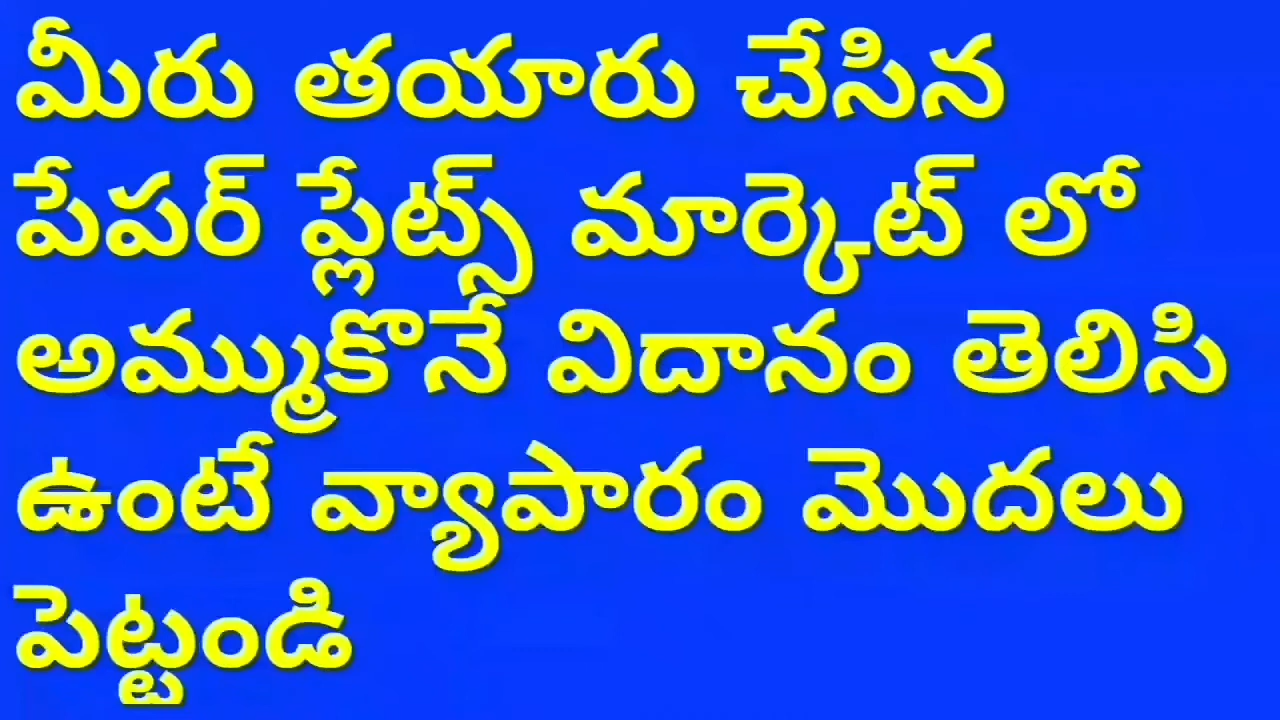 మీరు తయారు చేసిన
పేపర్ ప్లేట్స్ మార్కెట్ లో
అమ్ముకొనే విదానం తెలిసి
ఉంటే వ్యాపారం మొదలు
పెట్టండి